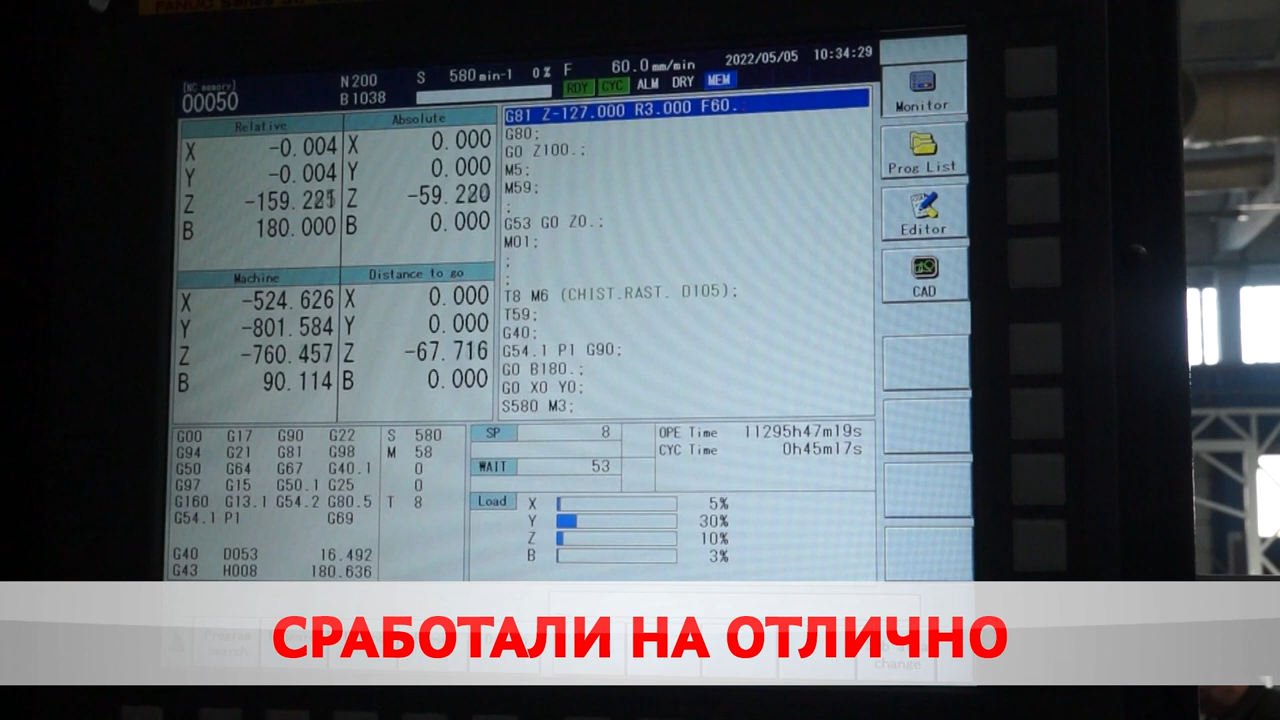 FANUC Series
[NC memory]
O0050
N 200
B 1038
S 580 min-1 0 %
F 60.0 mm/min
2022/05/05 10:34:29
RDY CYC ALM DRY MEM
Relative
X -0.004
Y -0.004
Z
B 180.000
Absolute
X 0.000
Y 0.000
Z -59.220
B 0.000
Machine
X -524.626
Y -801.584
Z -760.457
B 90.114
Distance to go
X 0.000
Y 0.000
Z -67.716
B 0.000
G81 Z-127.000 R3.000 F60.
G80;
G0 Z100.;
M5;
M59;
;
G53 G0 Z0.;
M01;
;
;
T8 M6 (CHIST.RAST. D105);
T59;
G40;
G54.1 P1 G90;
G0 B180.;
G0 X0 Y0;
S580 M3;
Monitor
Prog List
Editor
CAD
G00 G17 G90 G22
G94 G21 G81 G98
G50 G64 G67 G40.1
G97 G15 G50.1 G25
G160 G13.1 G54.2 G80.5
G54.1 P1 G69
G40 D053 16.492
G43 H008 180.636
S 580
M 58
0
0
T 8
SP 8
WAIT 53
OPE Time 11295h47m19s
CYC Time 0h45m17s
Load
X 5%
Y 30%
Z 10%
B 3%
СРАБОТАЛИ НА ОТЛИЧНО
change